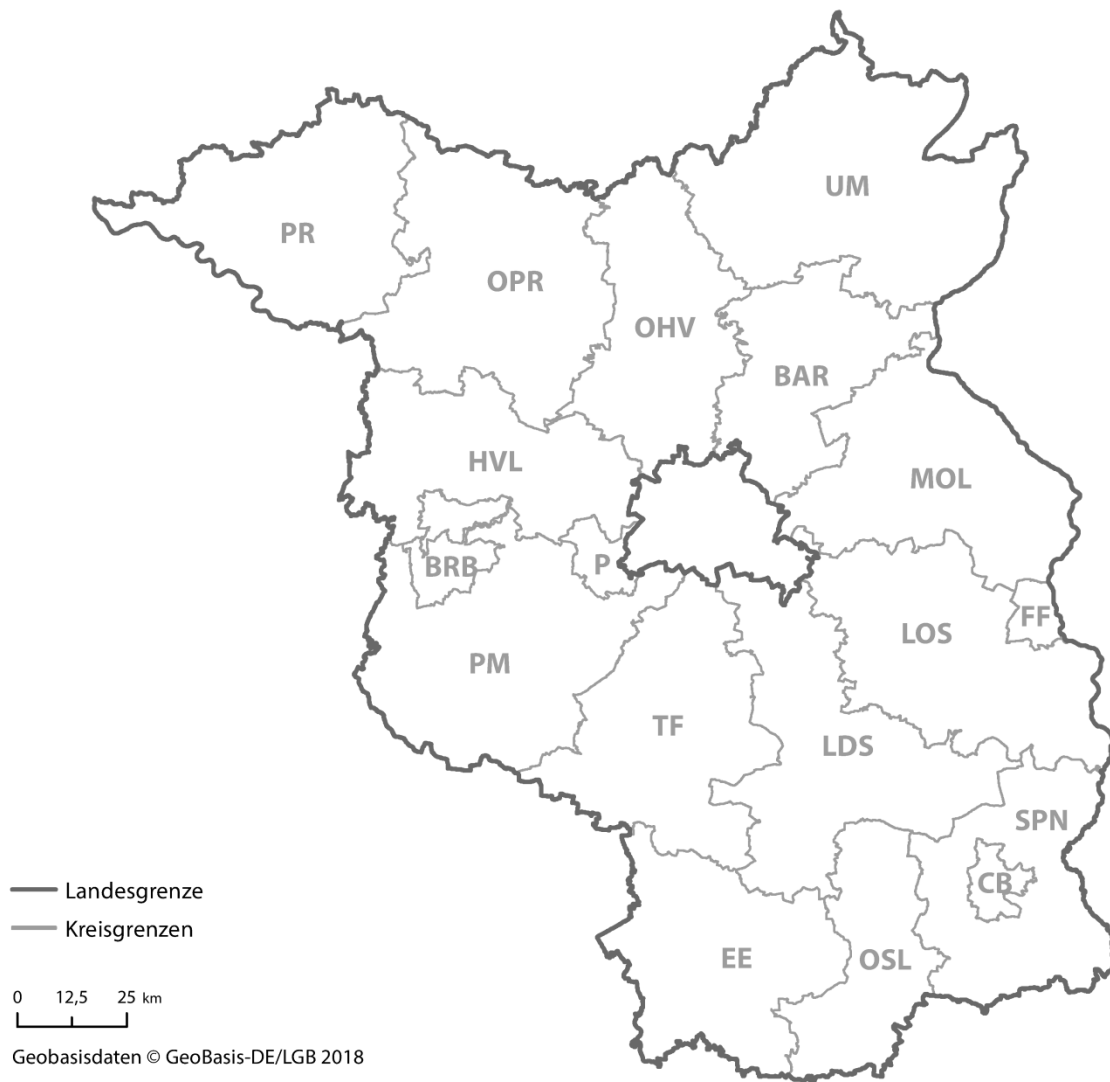 UM
PR
OPR
OHV
BAR
HVL
MOL
BRB
P
FF
LOS
PM
TF
LDS
SPN
CB
EE
OSL
Landesgrenze
Kreisgrenzen
0 12,5 25 km
Geobasisdaten © GeoBasis-DE/LGB 2018